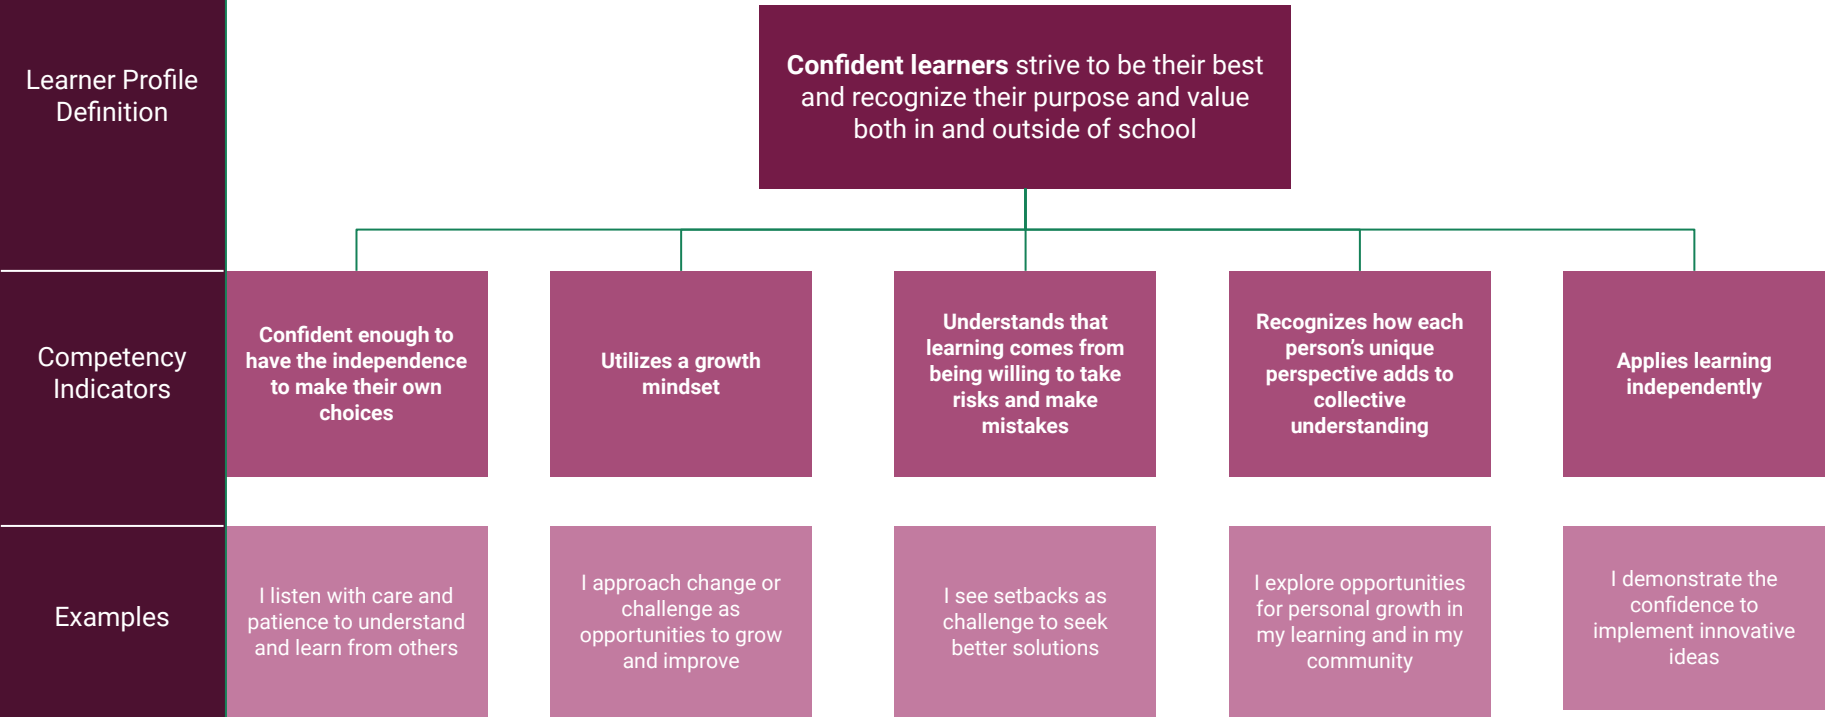 Learner Profile
Definition
Confident learners strive to be their best
and recognize their purpose and value
both in and outside of school
Competency
Indicators
Confident enough to
have the independence
to make their own
choices
Utilizes a growth
mindset
Understands that
learning comes from
being willing to take
risks and make
mistakes
Recognizes how each
person's unique
perspective adds to
collective
understanding
Applies learning
independently
Examples
I listen with care and
patience to understand
and learn from others
I approach change or
challenge as
opportunities to grow
and improve
I see setbacks as
challenge to seek
better solutions
I explore opportunities
for personal growth in
my learning and in my
community
I demonstrate the
confidence to
implement innovative
ideas